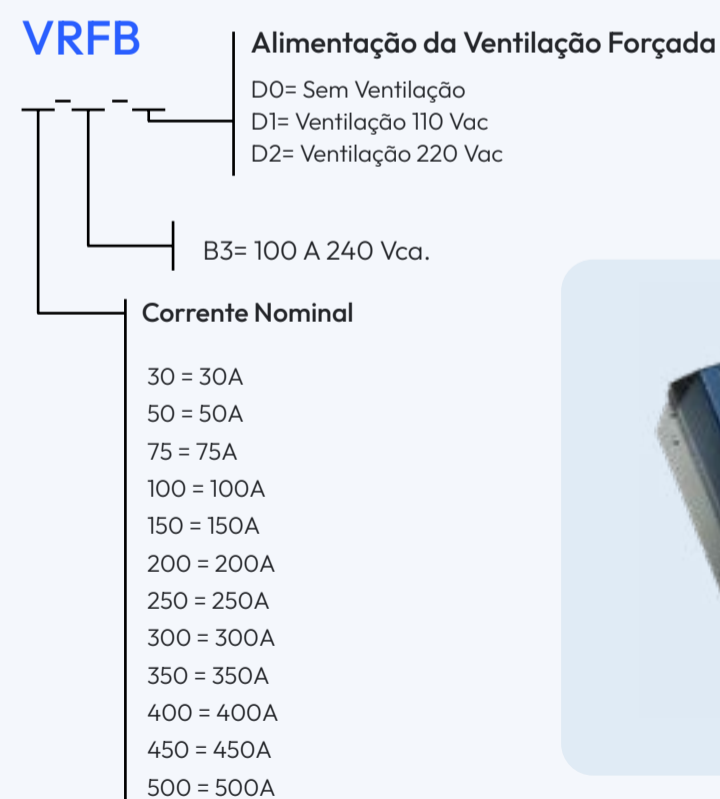 VRFB
Alimentação da Ventilação Forçada
D0= Sem Ventilação
D1= Ventilação 110 Vac
D2= Ventilação 220 Vac
B3= 100 A 240 Vca.
Corrente Nominal
30 = 30A
50 = 50A
75 = 75A
100 = 100A
150 = 150A
200 = 200A
250 = 250A
300 = 300A
350 = 350A
400 = 400A
450 = 450A
500 = 500A